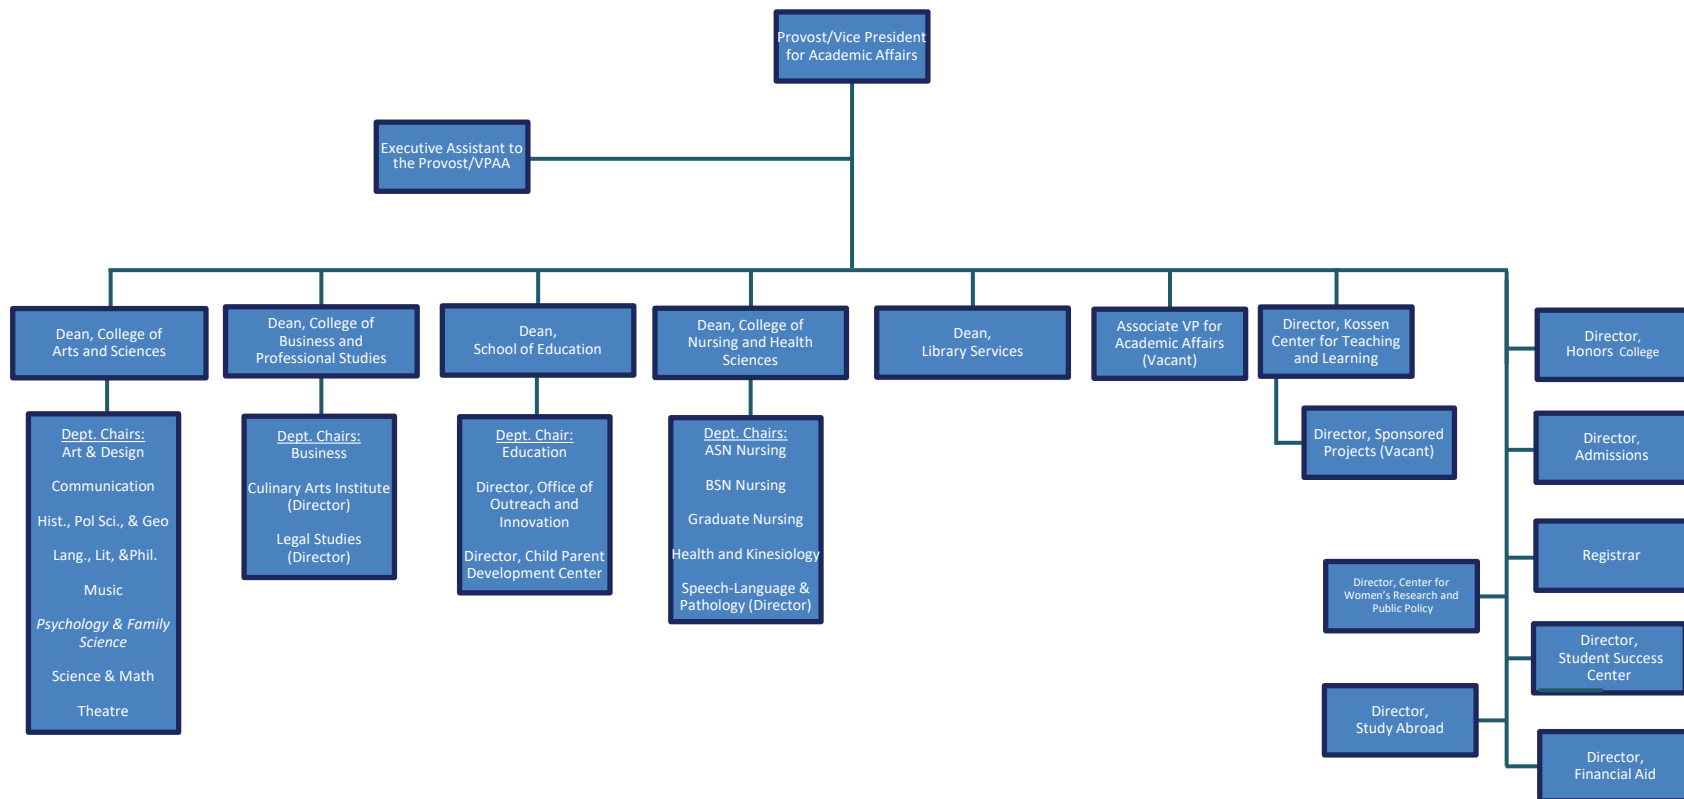 Provost/Vice President
for Academic Affairs
Executive Assistant to
the Provost/VPAA
Dean, College of
Arts and Sciences
Dean, College of
Business and
Professional Studies
Dean,
School of Education
Dean, College of
Nursing and Health
Sciences
Dean,
Library Services
Associate VP for
Academic Affairs
(Vacant)
Director, Kossen
Center for Teaching
and Learning
Director,
Honors College
Dept. Chairs:
Art & Design
Communication
Hist., Pol Sci., & Geo
Lang., Lit, &Phil.
Music
Psychology & Family
Science
Science & Math
Theatre
Dept. Chairs:
Business
Culinary Arts Institute
(Director)
Legal Studies
(Director)
Dept. Chair:
Education
Director, Office of
Outreach and
Innovation
Director, Child Parent
Development Center
Dept. Chairs:
ASN Nursing
BSN Nursing
Graduate Nursing
Health and Kinesiology
Speech-Language &
Pathology (Director)
Director, Sponsored
Projects (Vacant)
Director,
Admissions
Registrar
Director, Center for
Women's Research and
Public Policy
Director,
Student Success
Center
Director,
Study Abroad
Director,
Financial Aid